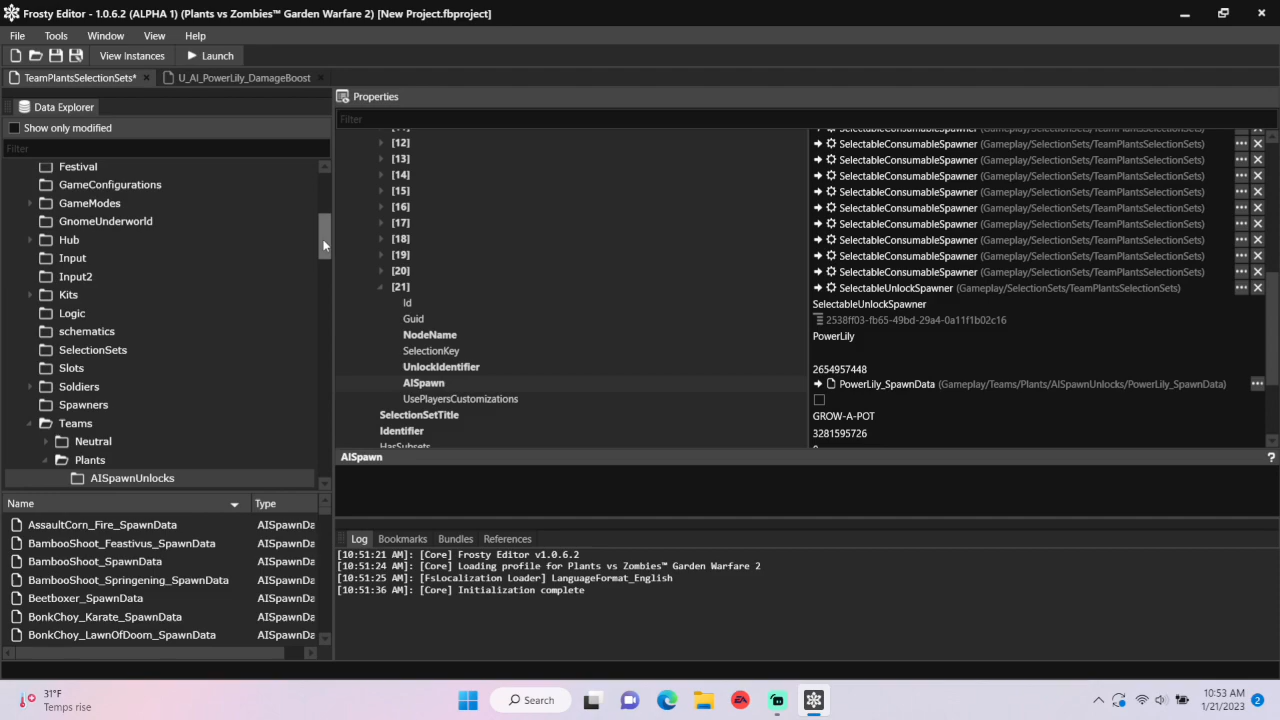 Frosty Editor - 1.0.6.2 (ALPHA 1) (Plants vs Zombies™ Garden Warfare 2) [New Project.fbproject]
File Tools Window View Help
View Instances Launch
TeamPlantsSelectionSets* U_AI_PowerLily_DamageBoost
Data Explorer
Show only modified
Filter
Festival
GameConfigurations
GameModes
GnomeUnderworld
Hub
Input
Input2
Kits
Logic
schematics
SelectionSets
Slots
Soldiers
Spawners
Teams
Neutral
Plants
AISpawnUnlocks
Name Type
AssaultCorn_Fire_SpawnData AISpawnDa
BambooShoot_Feastivus_SpawnData AISpawnDa
BambooShoot_SpawnData AISpawnDa
BambooShoot_Springening_SpawnData AISpawnDa
Beetboxer_SpawnData AISpawnDa
BonkChoy_Karate_SpawnData AISpawnDa
BonkChoy_LawnOfDoom_SpawnData AISpawnDa
Properties
Filter
[11] SelectableConsumableSpawner (Gameplay/SelectionSets/TeamPlantsSelectionSets)
[12] SelectableConsumableSpawner (Gameplay/SelectionSets/TeamPlantsSelectionSets)
[13] SelectableConsumableSpawner (Gameplay/SelectionSets/TeamPlantsSelectionSets)
[14] SelectableConsumableSpawner (Gameplay/SelectionSets/TeamPlantsSelectionSets)
[15] SelectableConsumableSpawner (Gameplay/SelectionSets/TeamPlantsSelectionSets)
[16] SelectableConsumableSpawner (Gameplay/SelectionSets/TeamPlantsSelectionSets)
[17] SelectableConsumableSpawner (Gameplay/SelectionSets/TeamPlantsSelectionSets)
[18] SelectableConsumableSpawner (Gameplay/SelectionSets/TeamPlantsSelectionSets)
[19] SelectableConsumableSpawner (Gameplay/SelectionSets/TeamPlantsSelectionSets)
[20] SelectableConsumableSpawner (Gameplay/SelectionSets/TeamPlantsSelectionSets)
[21] SelectableUnlockSpawner (Gameplay/SelectionSets/TeamPlantsSelectionSets)
Id SelectableUnlockSpawner
Guid 2538ff03-fb65-49bd-29a4-0a11f1b02c16
NodeName PowerLily
SelectionKey
UnlockIdentifier 2654957448
AISpawn PowerLily_SpawnData (Gameplay/Teams/Plants/AISpawnUnlocks/PowerLily_SpawnData)
UsePlayersCustomizations
SelectionSetTitle GROW-A-POT
Identifier 3281595726
HasSubsets
AISpawn ?
Log Bookmarks Bundles References
[10:51:21 AM]: [Core] Frosty Editor v1.0.6.2
[10:51:24 AM]: [Core] Loading profile for Plants vs Zombies™ Garden Warfare 2
[10:51:25 AM]: [FsLocalization Loader] LanguageFormat_English
[10:51:36 AM]: [Core] Initialization complete
31°F
Temps rise
Search
EA
10:53 AM
1/21/2023
2